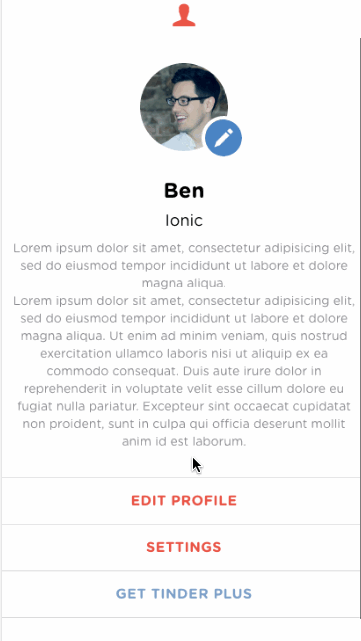 Ben
Ionic
Lorem ipsum dolor sit amet, consectetur adipisicing elit,
sed do eiusmod tempor incididunt ut labore et dolore
magna aliqua.
Lorem ipsum dolor sit amet, consectetur adipisicing elit,
sed do eiusmod tempor incididunt ut labore et dolore
magna aliqua. Ut enim ad minim veniam, quis nostrud
exercitation ullamco laboris nisi ut aliquip ex ea
commodo consequat. Duis aute irure dolor in
reprehenderit in voluptate velit esse cillum dolore eu
fugiat nulla pariatur. Excepteur sint occaecat cupidatat
non proident, sunt in culpa qui officia deserunt mollit
anim id est laborum.
EDIT PROFILE
SETTINGS
GET TINDER PLUS